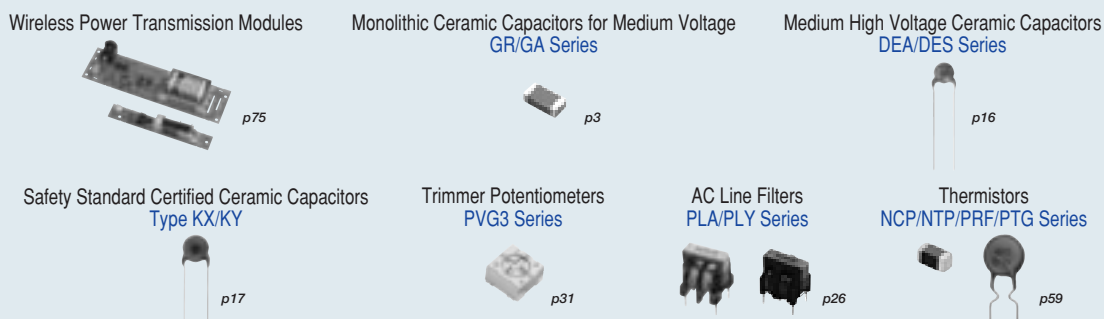 Wireless Power Transmission Modules
p75
Monolithic Ceramic Capacitors for Medium Voltage
GR/GA Series
p3
Medium High Voltage Ceramic Capacitors
DEA/DES Series
p16
Safety Standard Certified Ceramic Capacitors
Type KX/KY
p17
Trimmer Potentiometers
PVG3 Series
p31
AC Line Filters
PLA/PLY Series
p26
Thermistors
NCP/NTP/PRF/PTG Series
p59